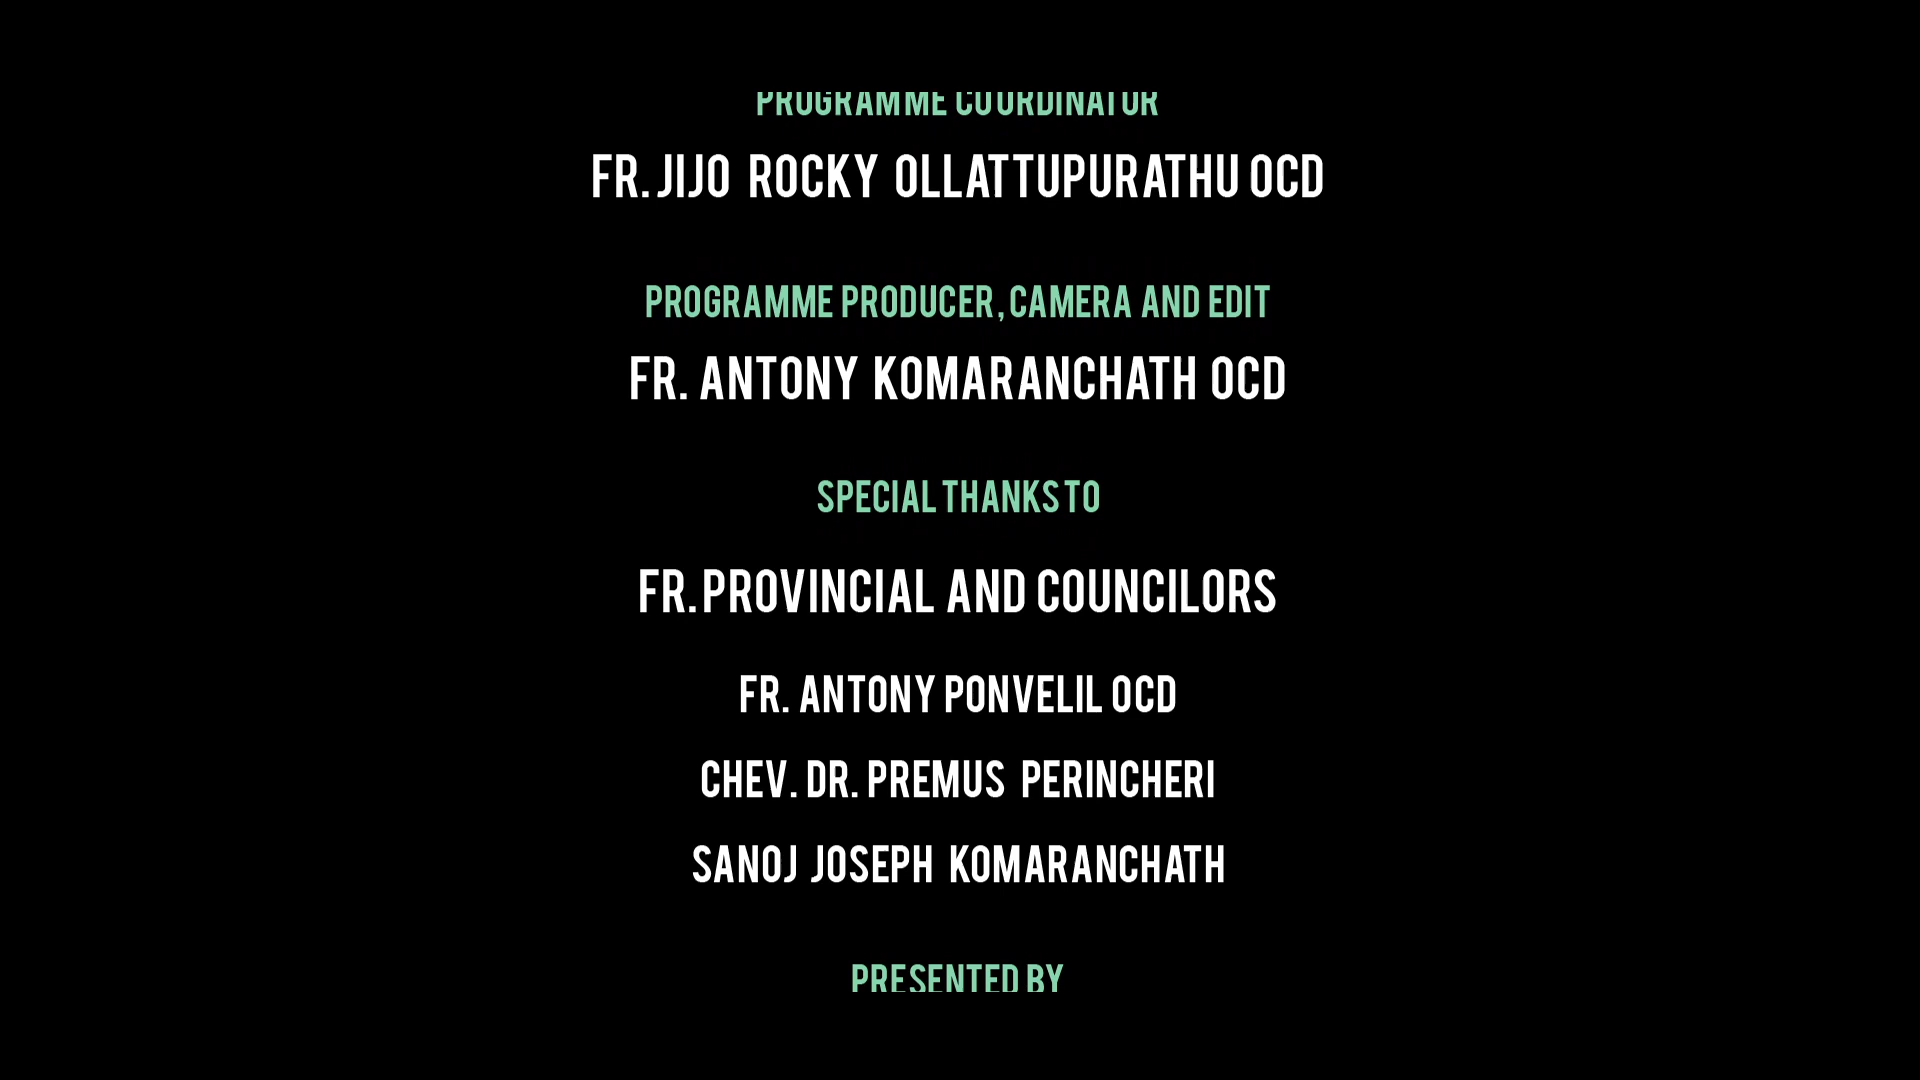 PROGRAMME COORDINATOR
FR. JIJO ROCKY OLLATTUPURATHU OCD
PROGRAMME PRODUCER, CAMERA AND EDIT
FR. ANTONY KOMARANCHATH OCD
SPECIAL THANKS TO
FR. PROVINCIAL AND COUNCILORS
FR. ANTONY PONVELIL OCD
CHEV. DR. PREMUS PERINCHERI
SANOJ JOSEPH KOMARANCHATH
PRESENTED BY